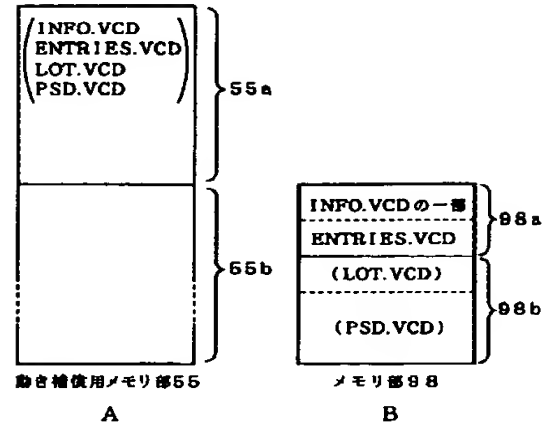 INFO.VCD
ENTRIES.VCD
LOT.VCD
PSD.VCD
55a
55b
動き補償用メモリ部55
A
INFO.VCDの一部
ENTRIES.VCD
(LOT.VCD)
(PSD.VCD)
98a
98b
メモリ部98
B